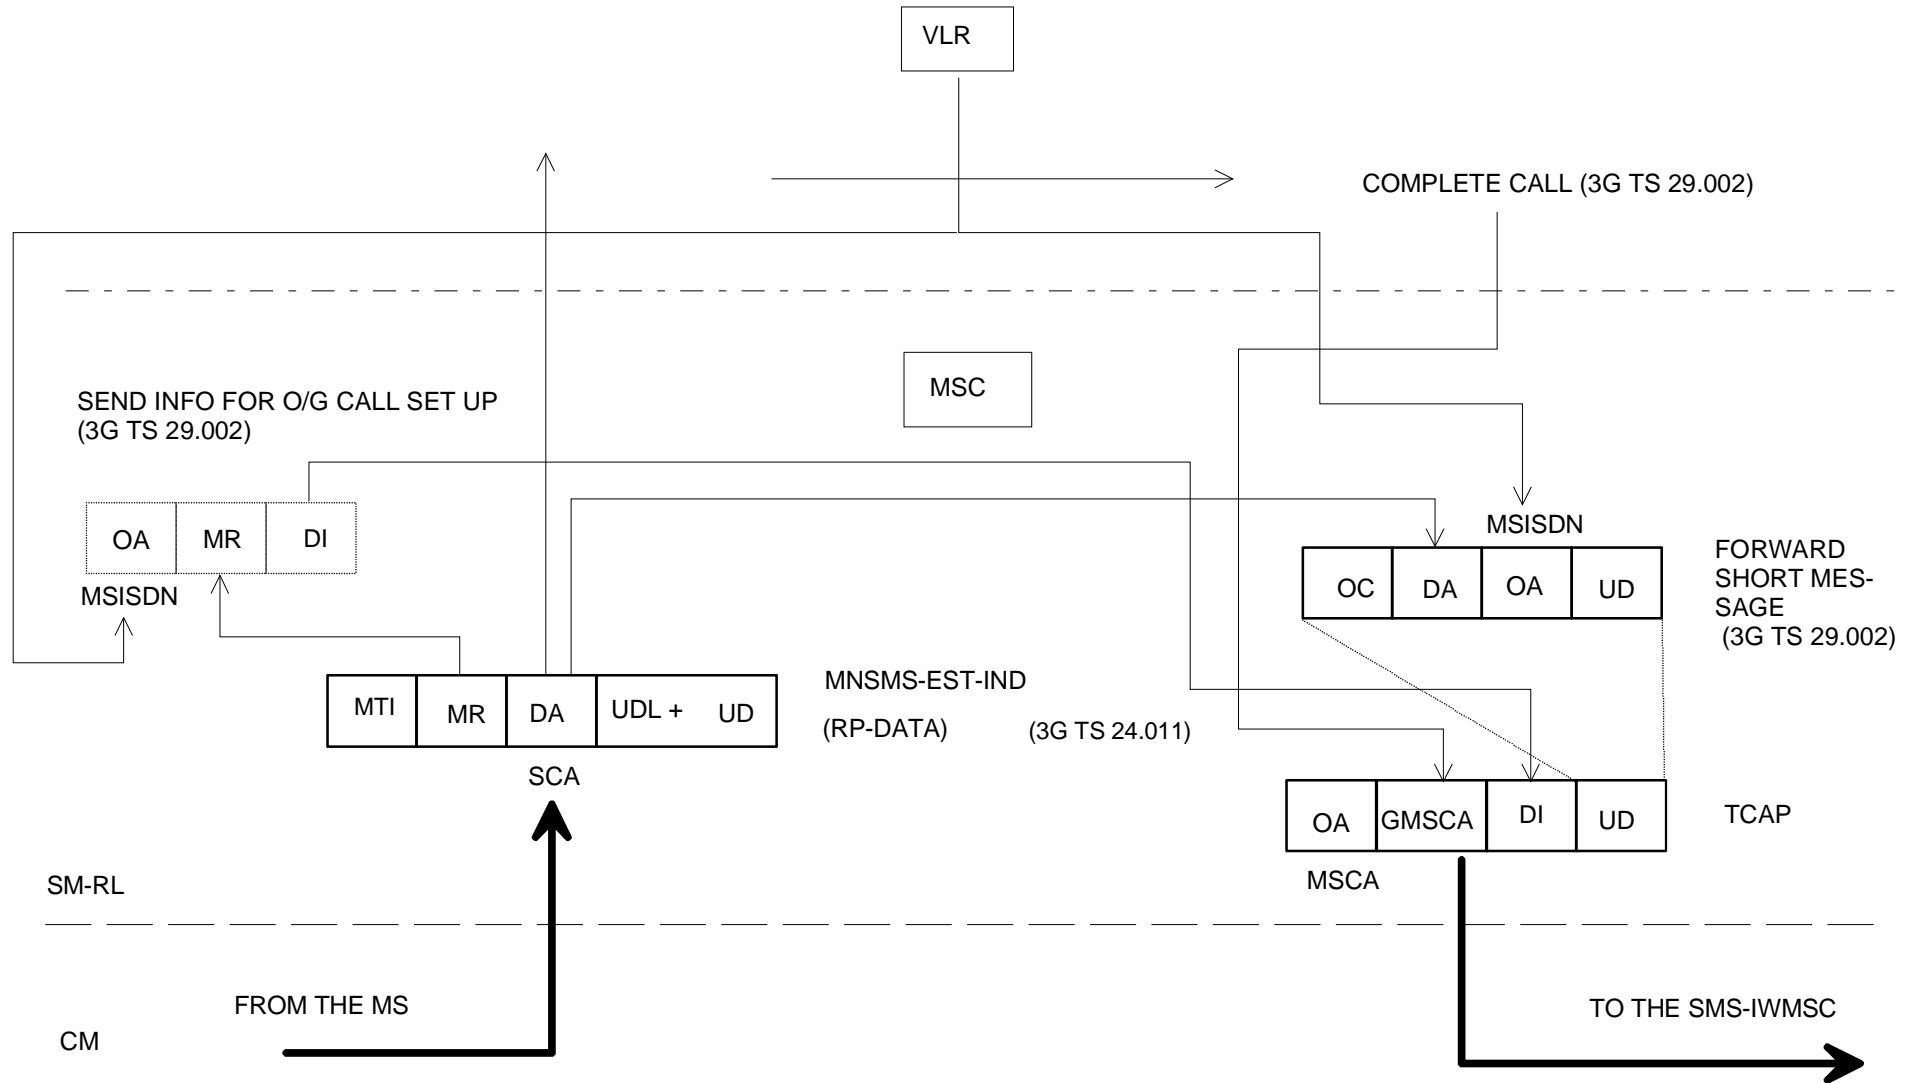 VLR
COMPLETE CALL (3G TS 29.002)
MSC
SEND INFO FOR O/G CALL SET UP
(3G TS 29.002)
OA MR DI
MSISDN
MSISDN
OC DA OA UD
FORWARD
SHORT MES-
SAGE
(3G TS 29.002)
MTI MR DA UDL + UD
MNSMS-EST-IND
(RP-DATA) (3G TS 24.011)
SCA
OA GMSCA DI UD
TCAP
MSCA
SM-RL
FROM THE MS
TO THE SMS-IWMSC
CM